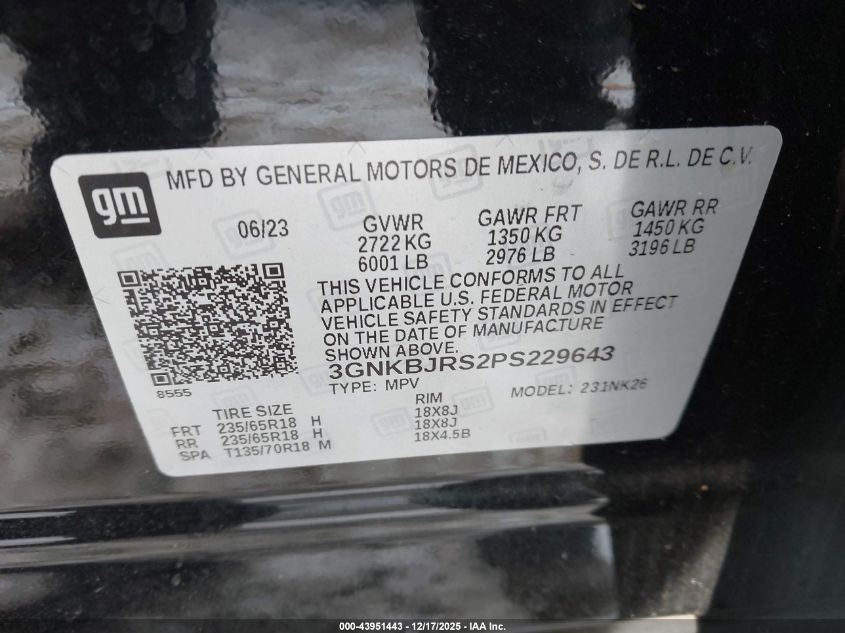 gm
MFD BY GENERAL MOTORS DE MEXICO, S. DE R.L. DE C.V.
06/23
GVWR GAWR FRT GAWR RR
2722 KG 1350 KG 1450 KG
6001 LB 2976 LB 3196 LB
THIS VEHICLE CONFORMS TO ALL
APPLICABLE U.S. FEDERAL MOTOR
VEHICLE SAFETY STANDARDS IN EFFECT
ON THE DATE OF MANUFACTURE
SHOWN ABOVE.
3GNKBJRS2PS229643
8555
TYPE: MPV MODEL: 231NK26
TIRE SIZE RIM
FRT 235/65R18 H 18X8J
RR 235/65R18 H 18X8J
SPA T135/70R18 M 18X4.5B
000-43951443 - 12/17/2025 - IAA Inc.